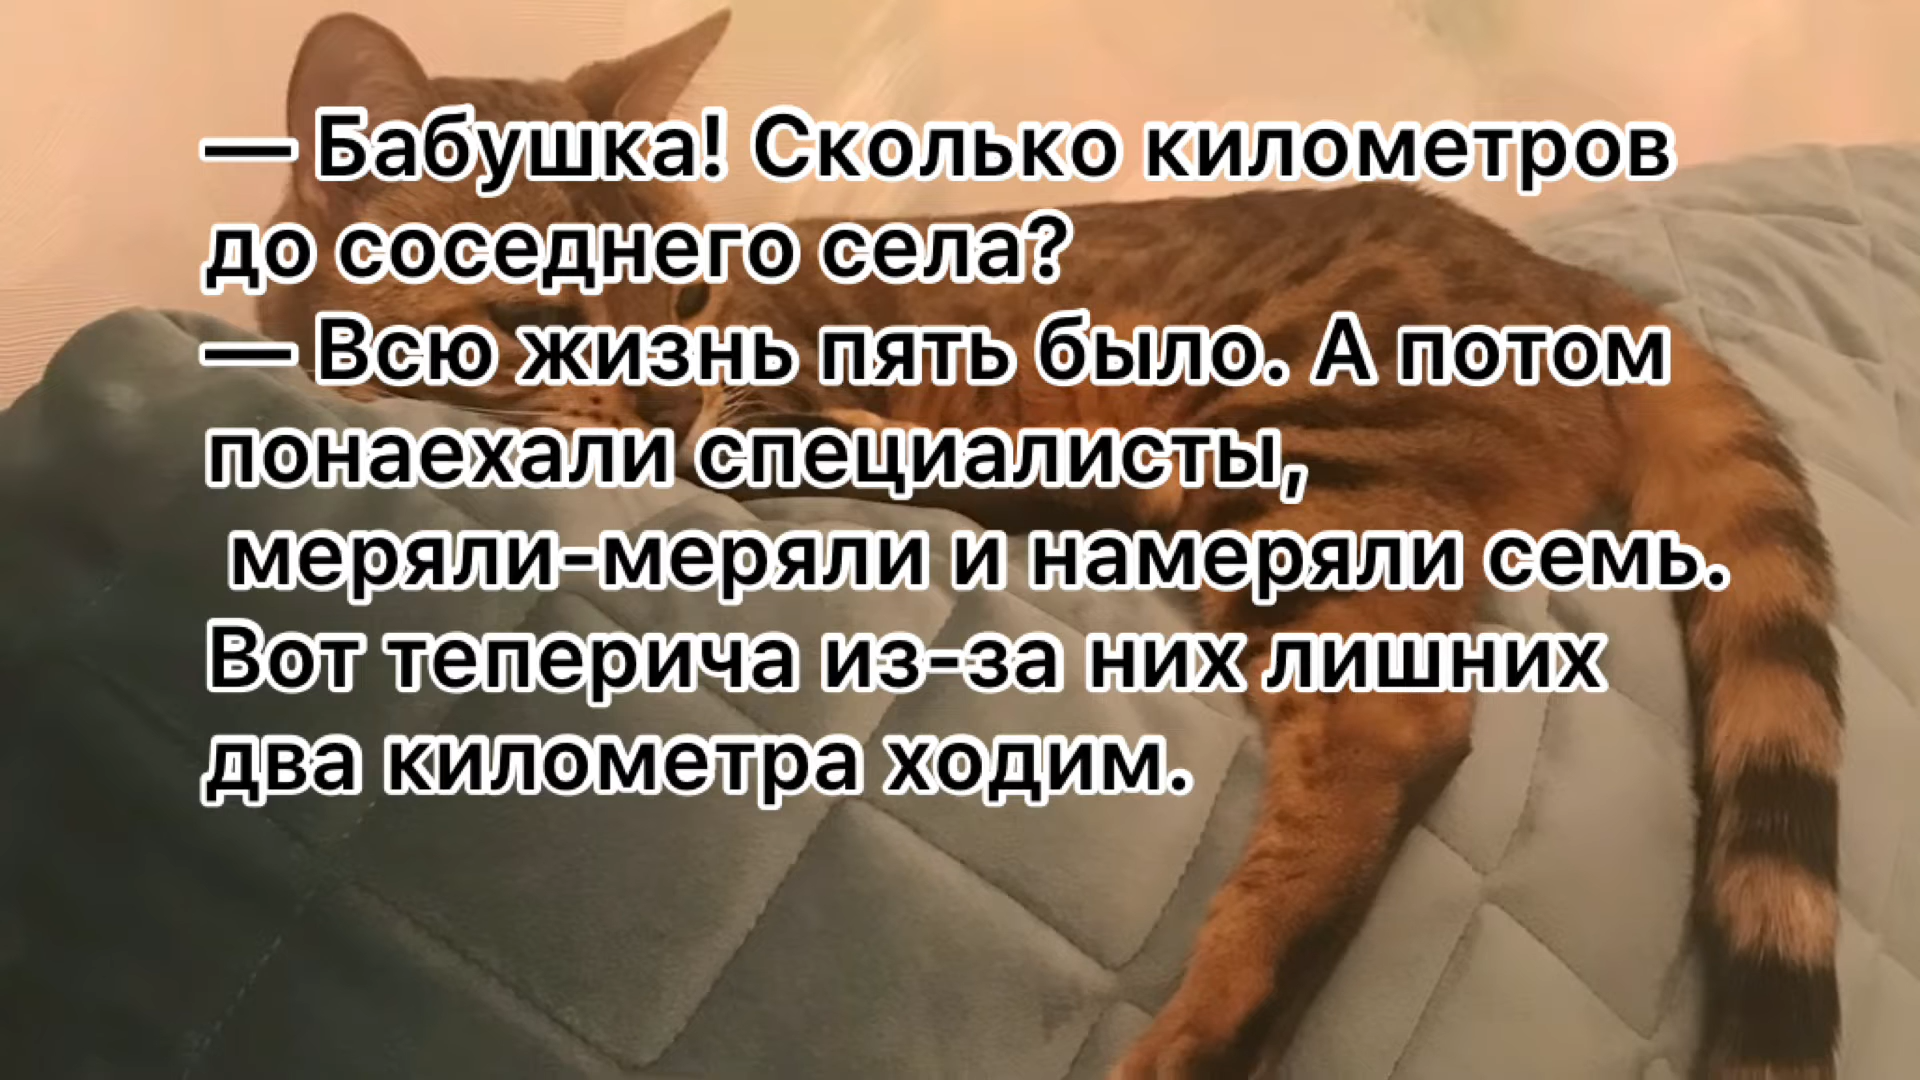 — Бабушка! Сколько километров
до соседнего села?
— Всю жизнь пять было. А потом
понаехали специалисты,
меряли-меряли и намеряли семь.
Вот теперича из-за них лишних
два километра ходим.